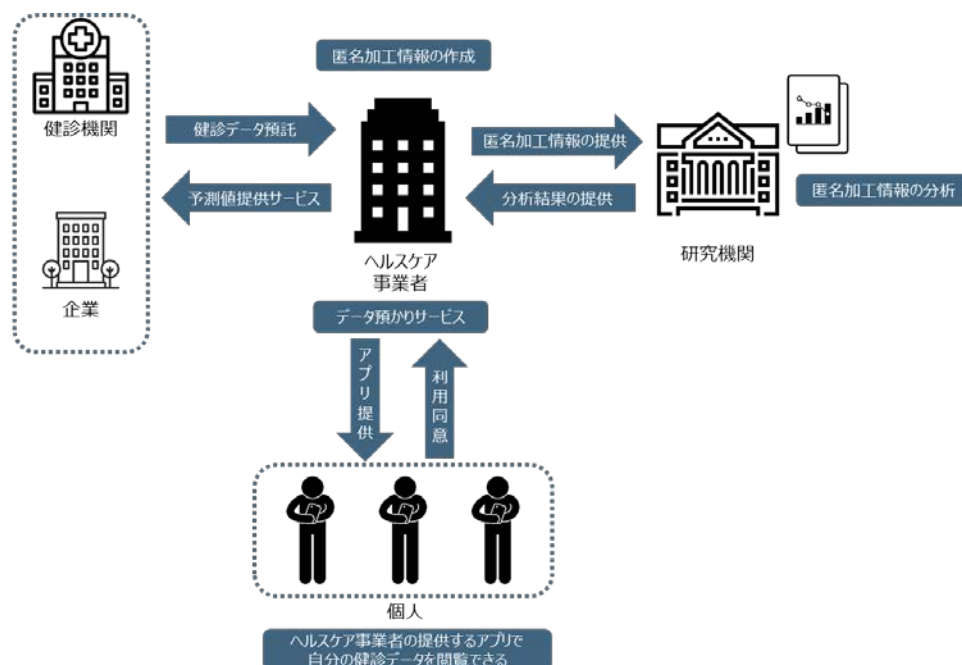 匿名加工情報の作成
健診機関
健診データ預託
匿名加工情報の提供
予測値提供サービス
分析結果の提供
匿名加工情報の分析
企業
ヘルスケア
事業者
研究機関
データ預かりサービス
アプリ提供
利用同意
個人
ヘルスケア事業者の提供するアプリで
自分の健診データを閲覧できる